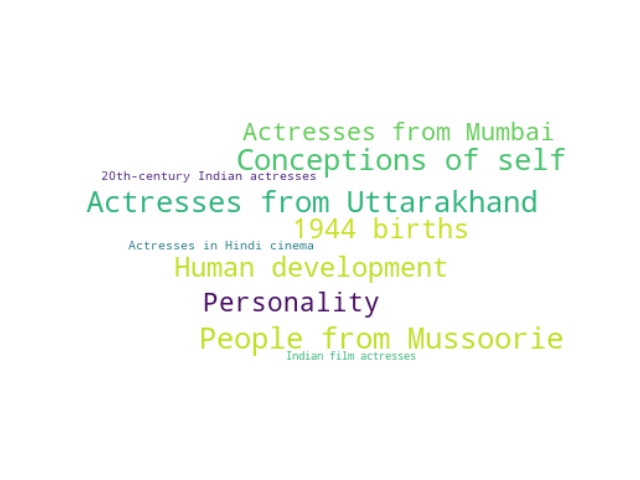 Actresses from Mumbai
Conceptions of self
20th-century Indian actresses
Actresses from Uttarakhand
1944 births
Actresses in Hindi cinema
Human development
Personality
People from Mussoorie
Indian film actresses